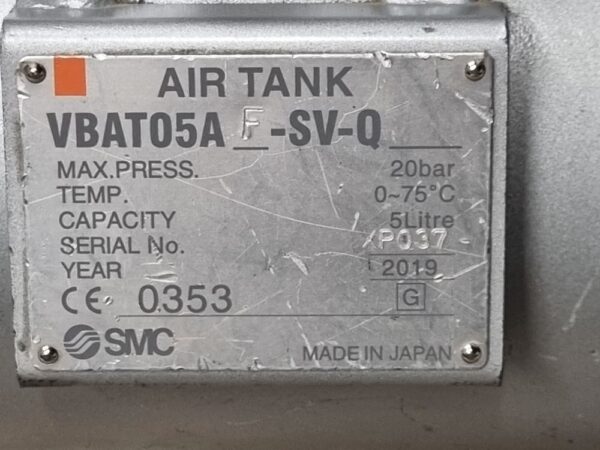 AIR TANK
VBAT05A F-SV-Q
MAX.PRESS. 20bar
TEMP. 0~75°C
CAPACITY 5Litre
SERIAL No. XP037
YEAR 2019
CE 0353 G
SMC MADE IN JAPAN